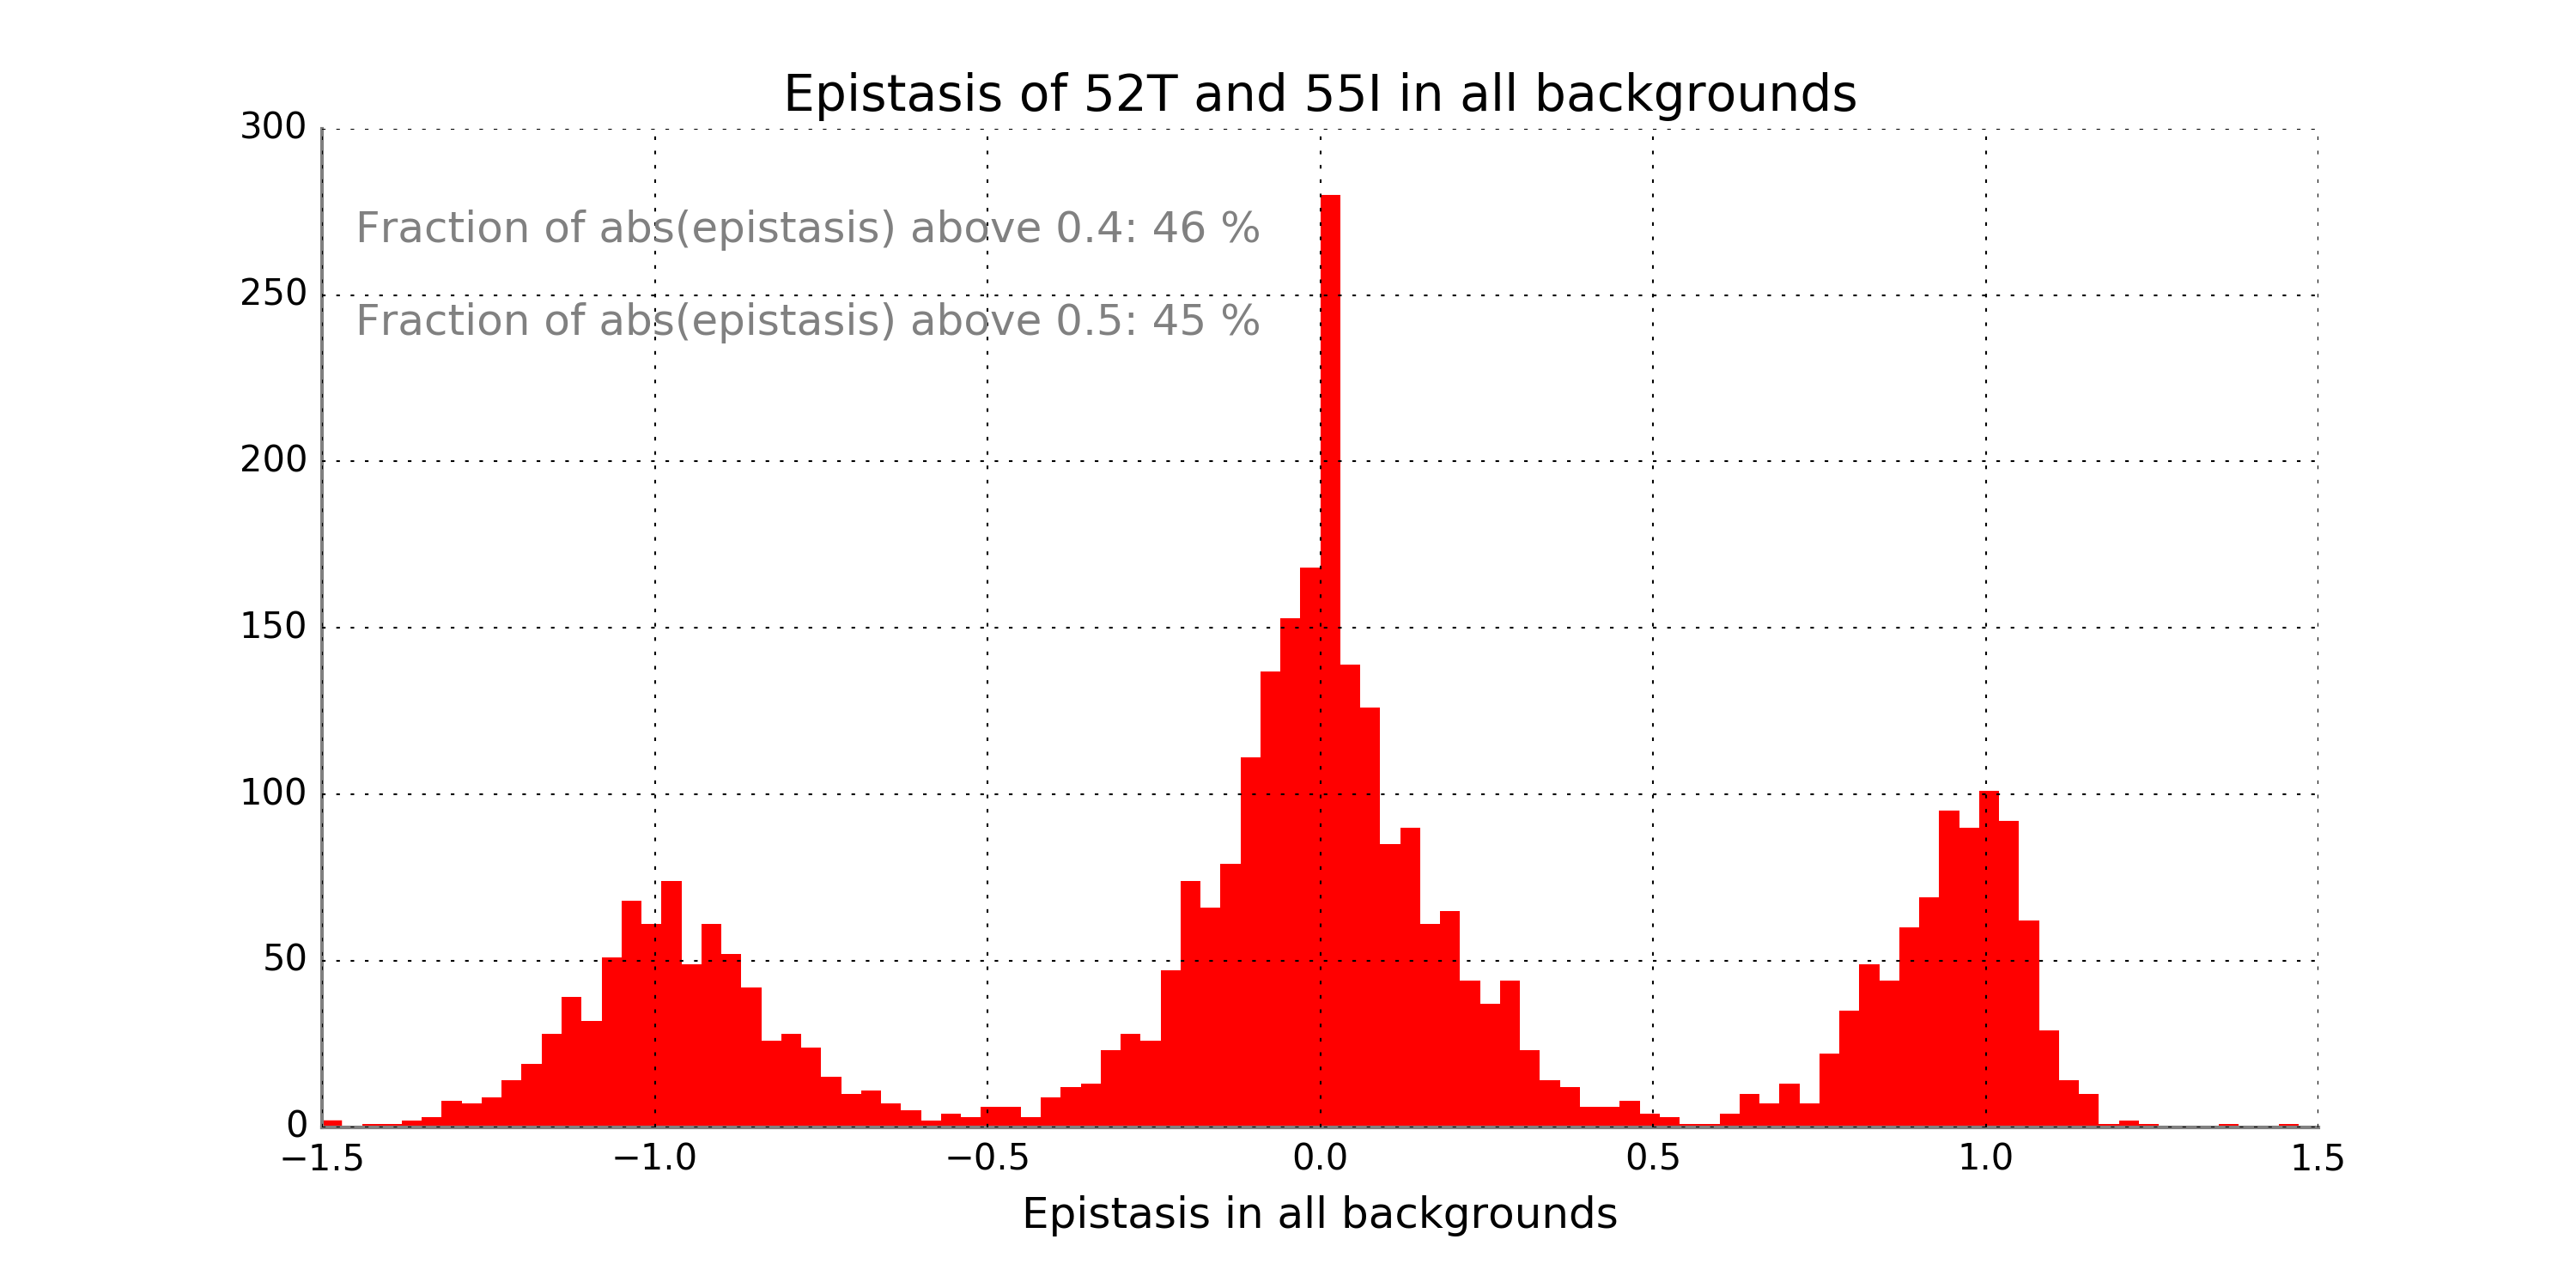 Epistasis of 52T and 55I in all backgrounds
300
Fraction of abs(epistasis) above 0.4: 46 %
250
Fraction of abs(epistasis) above 0.5: 45 %
200
150
100
50
0
−1.5 −1.0 −0.5 0.0 0.5 1.0 1.5
Epistasis in all backgrounds